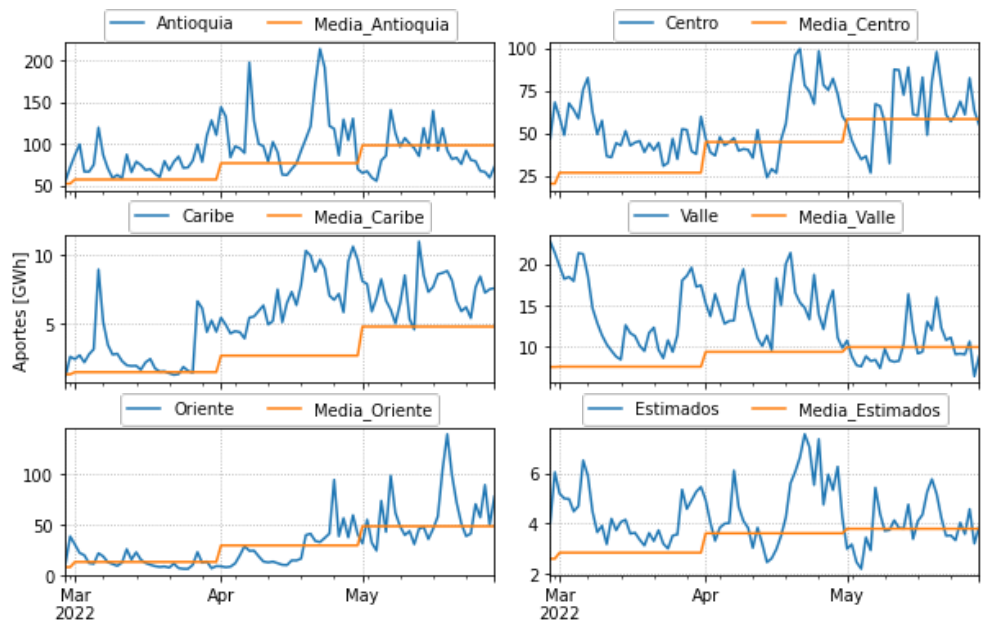 Antioquia Media_Antioquia
200
150
100
50
Centro Media_Centro
100
75
50
25
Aportes [GWh]
Caribe Media_Caribe
10
5
Valle Media_Valle
20
15
10
Oriente Media_Oriente
100
50
0
Mar Apr May
2022
Estimados Media_Estimados
6
4
2
Mar Apr May
2022